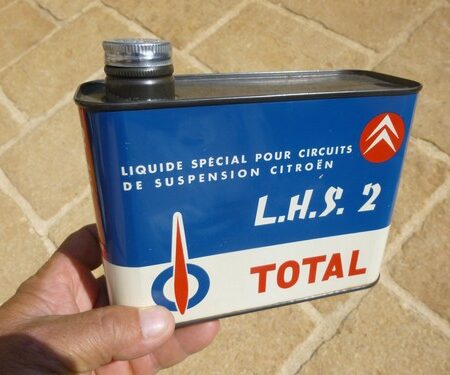 LIQUIDE SPÉCIAL POUR CIRCUITS
DE SUSPENSION CITROËN
L.H.S. 2
TOTAL